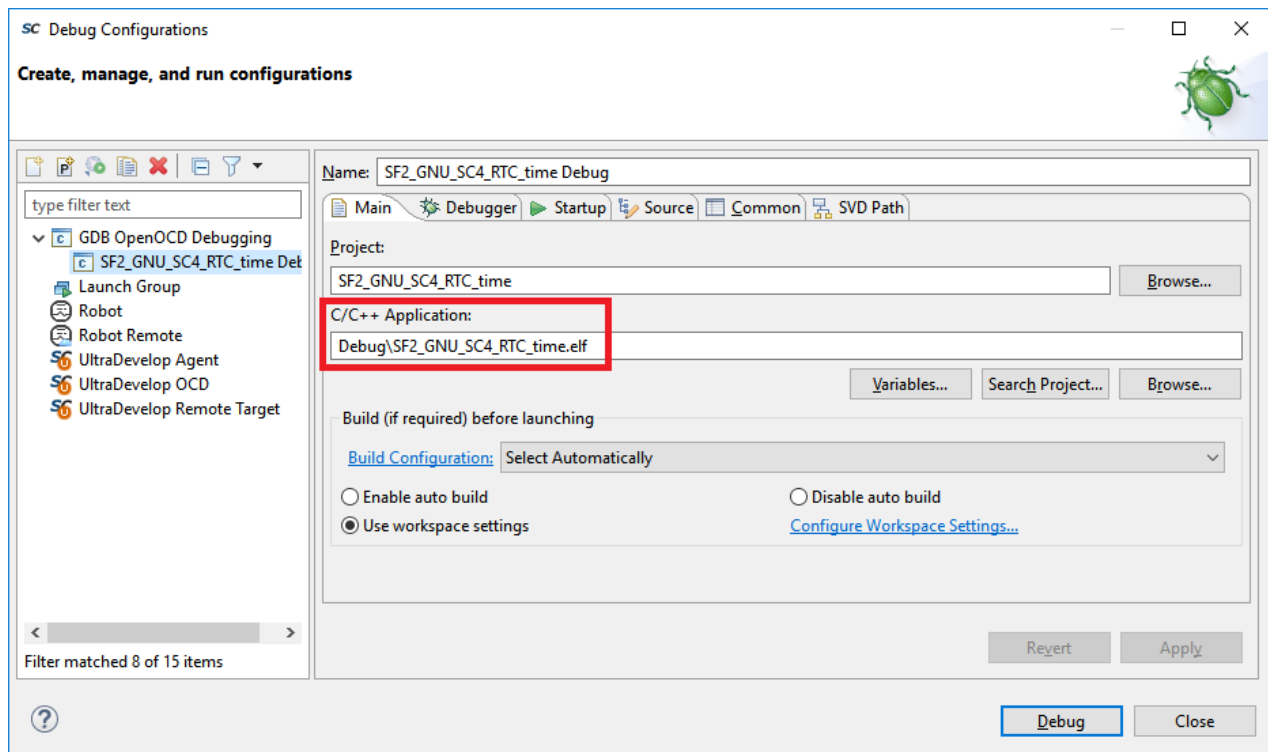 SC Debug Configurations
Create, manage, and run configurations
type filter text
GDB OpenOCD Debugging
SF2_GNU_SC4_RTC_time Deb
Launch Group
Robot
Robot Remote
UltraDevelop Agent
UltraDevelop OCD
UltraDevelop Remote Target
Filter matched 8 of 15 items
Name: SF2_GNU_SC4_RTC_time Debug
Main Debugger Startup Source Common SVD Path
Project:
SF2_GNU_SC4_RTC_time Browse...
C/C++ Application:
Debug\SF2_GNU_SC4_RTC_time.elf
Variables... Search Project... Browse...
Build (if required) before launching
Build Configuration: Select Automatically
Enable auto build Disable auto build
Use workspace settings Configure Workspace Settings...
Revert Apply
Debug Close